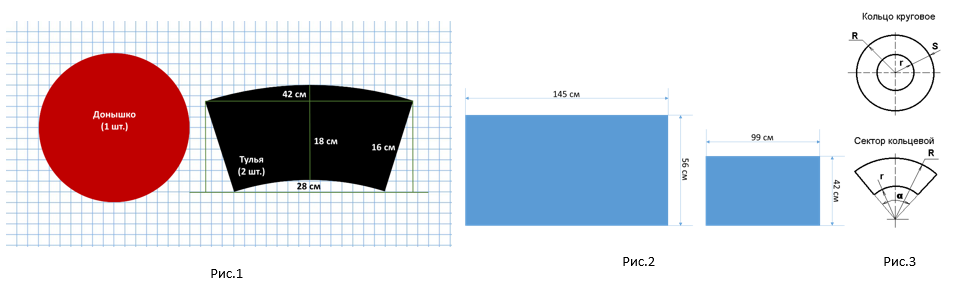 Донышко
(1 шт.)
42 см
18 см
16 см
Тулья
(2 шт.)
28 см
Рис.1
145 см
56 см
99 см
42 см
Рис.2
Кольцо круговое
R
S
r
Сектор кольцевой
R
r
α
Рис.3